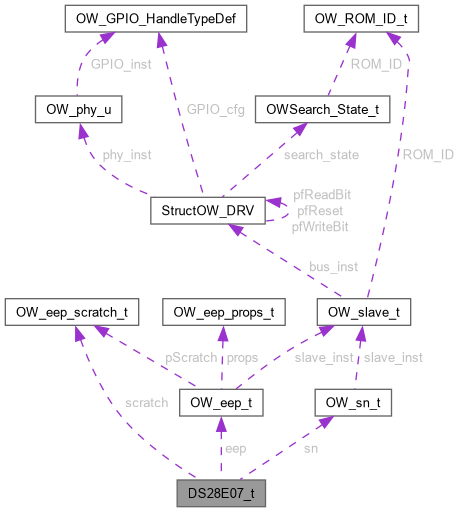 OW_GPIO_HandleTypeDef
OW_ROM_ID_t
GPIO_inst
ROM_ID
OW_phy_u
GPIO_cfg
OWSearch_State_t
phy_inst
search_state
ROM_ID
StructOW_DRV
pfReadBit
pfReset
pfWriteBit
bus_inst
OW_eep_scratch_t
OW_eep_props_t
OW_slave_t
pScratch
props
slave_inst
slave_inst
scratch
OW_eep_t
OW_sn_t
eep
sn
DS28E07_t